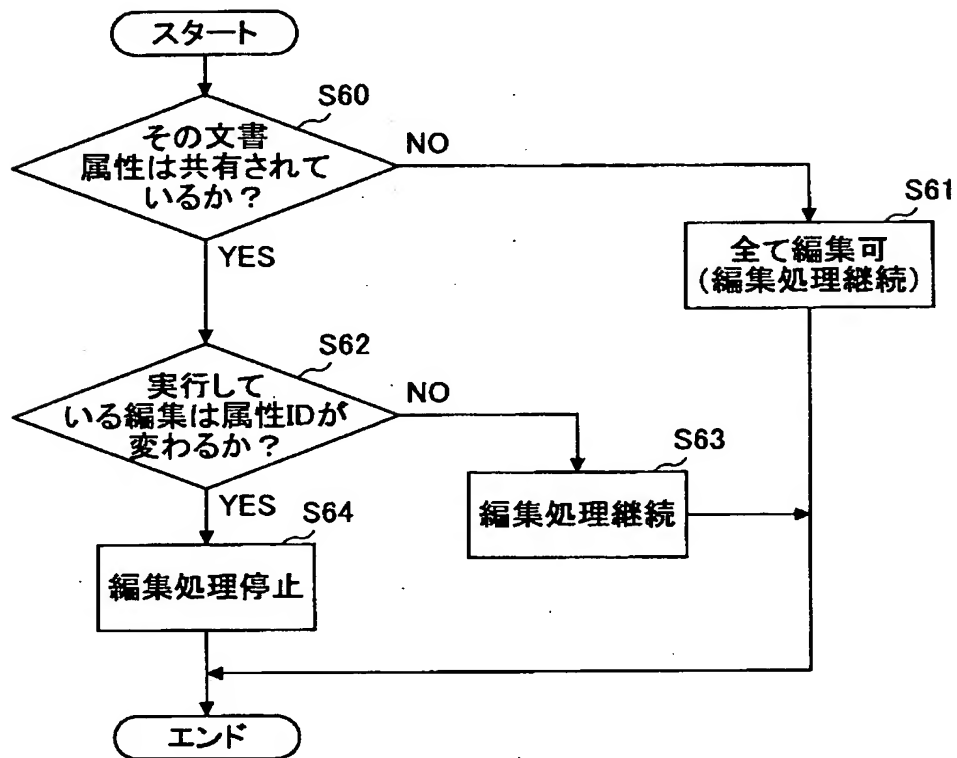 スタート
S60
その文書
属性は共有されて
いるか？
NO
YES
S61
全て編集可
(編集処理継続)
S62
実行して
いる編集は属性IDが
変わるか？
NO
YES
S63
編集処理継続
S64
編集処理停止
エンド